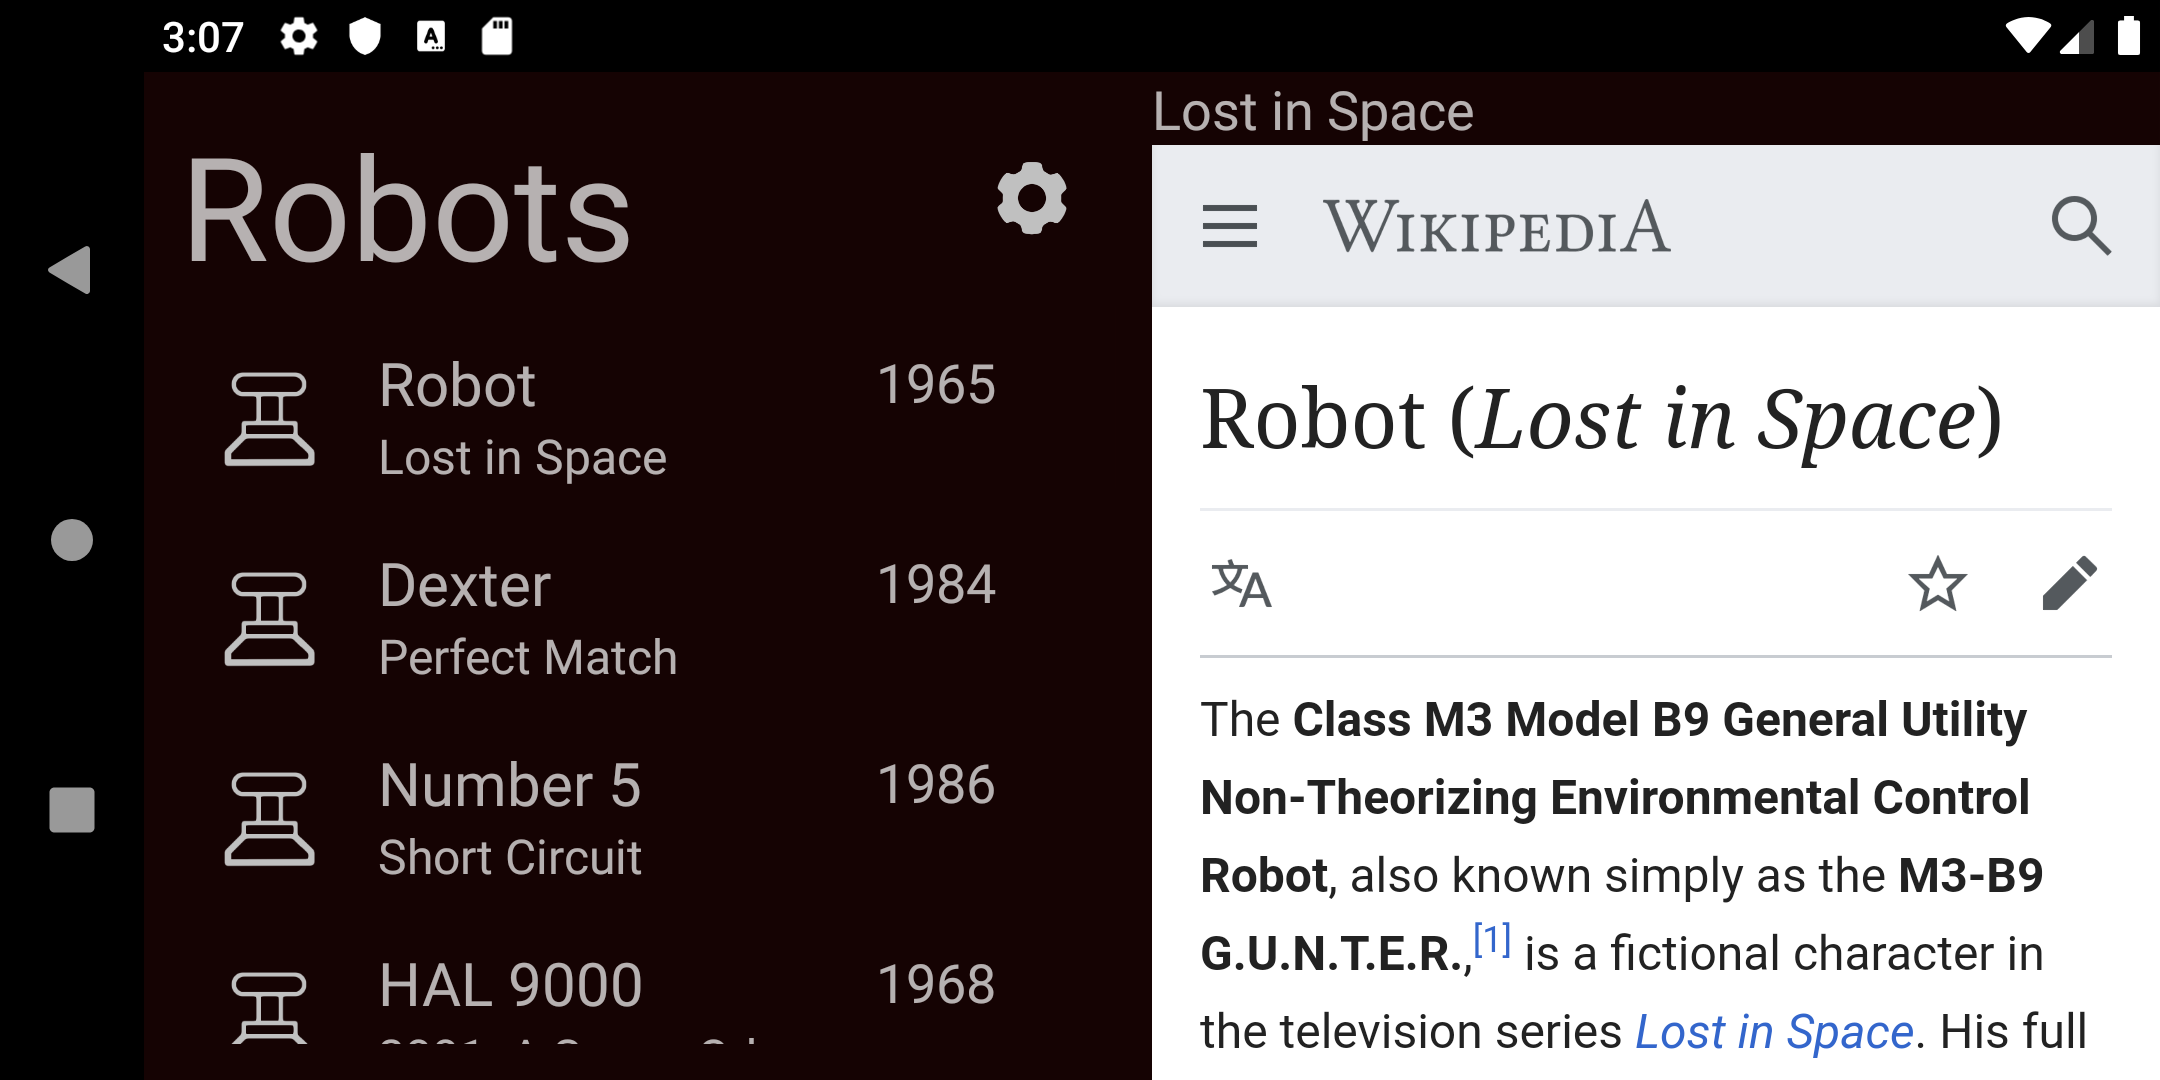 3:07
Robots
Robot 1965
Lost in Space
Dexter 1984
Perfect Match
Number 5 1986
Short Circuit
HAL 9000 1968
Lost in Space
WIKIPEDIA
Robot (Lost in Space)
The Class M3 Model B9 General Utility
Non-Theorizing Environmental Control
Robot, also known simply as the M3-B9
G.U.N.T.E.R.,[1] is a fictional character in
the television series Lost in Space. His full